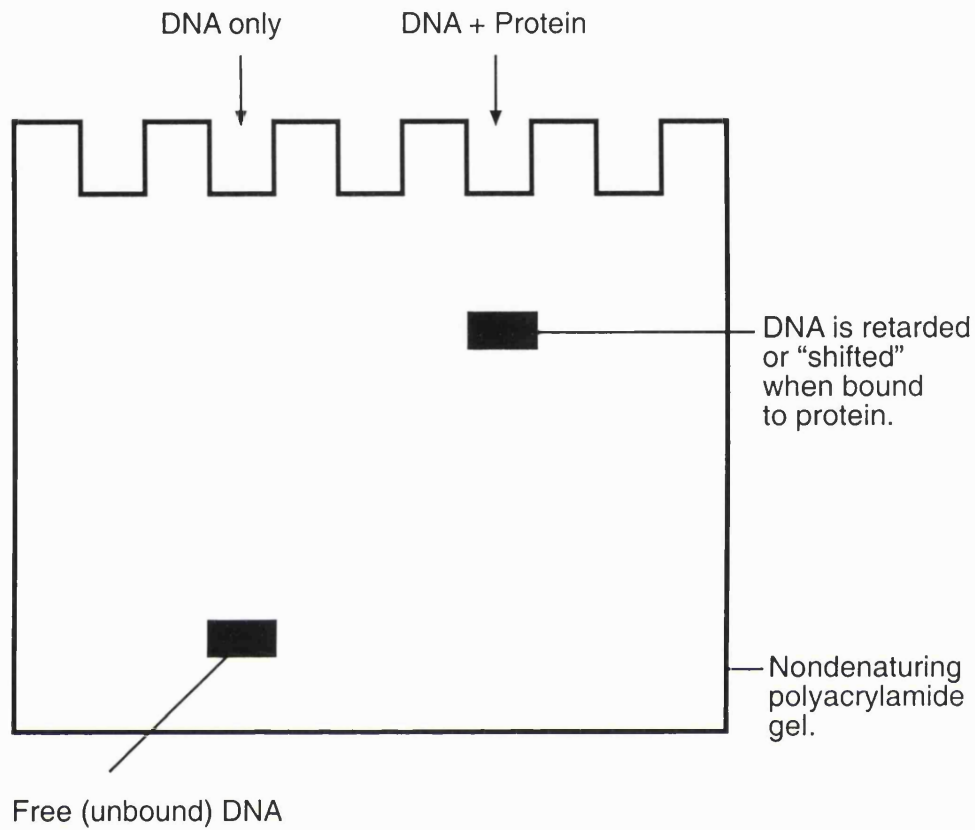 DNA only
DNA + Protein
DNA is retarded
or “shifted”
when bound
to protein.
Nondenaturing
polyacrylamide
gel.
Free (unbound) DNA